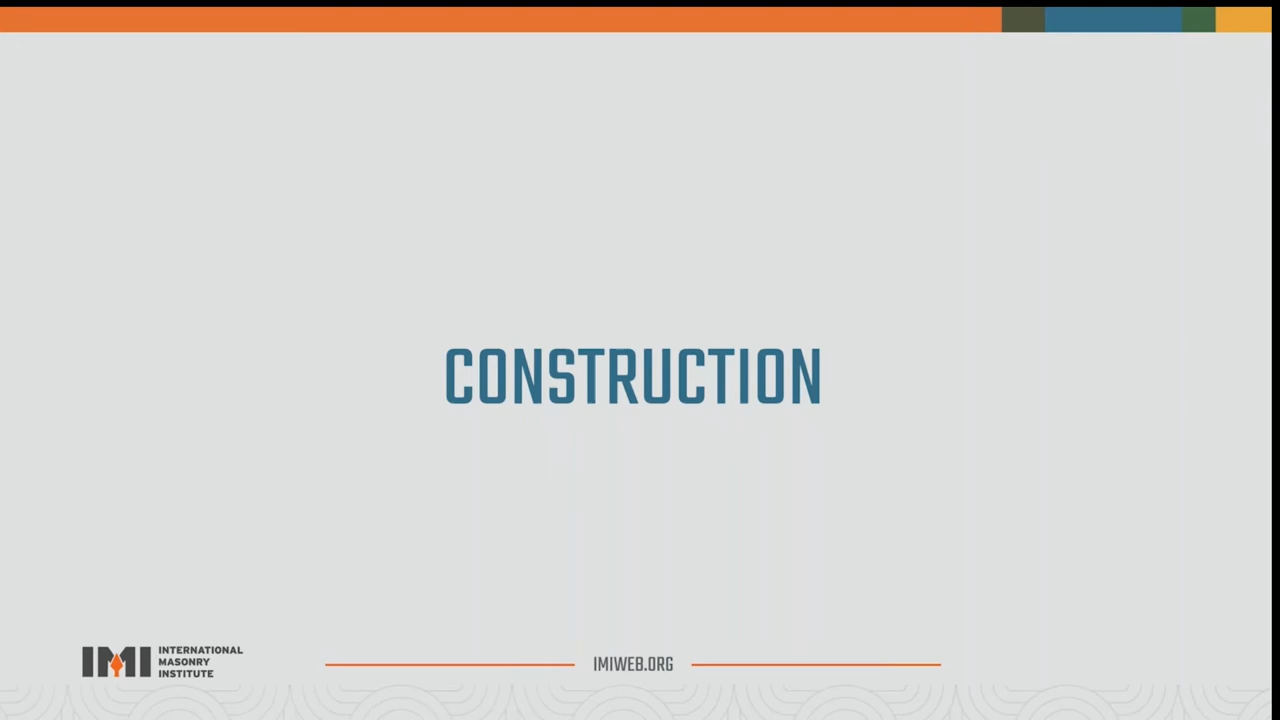 CONSTRUCTION
IMI
INTERNATIONAL
MASONRY
INSTITUTE
IMIWEB.ORG